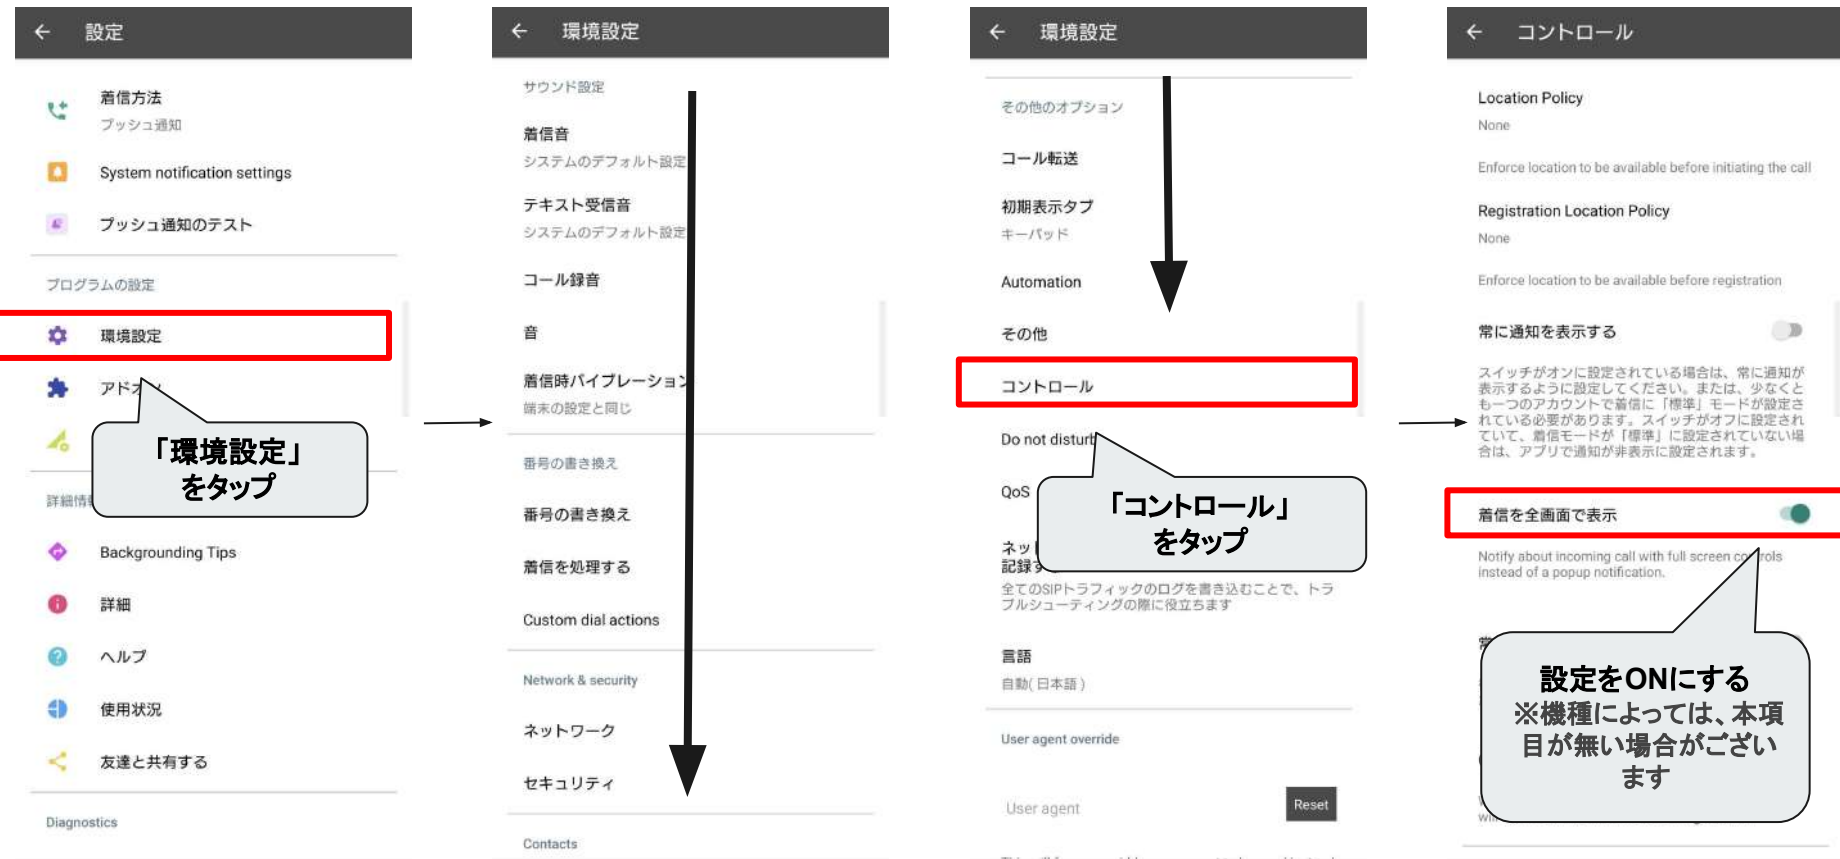 設定
着信方法
プッシュ通知
System notification settings
プッシュ通知のテスト
プログラムの設定
環境設定
アドオン
「環境設定」
をタップ
詳細情
Backgrounding Tips
詳細
ヘルプ
使用状況
友達と共有する
Diagnostics
環境設定
サウンド設定
着信音
システムのデフォルト設定
テキスト受信音
システムのデフォルト設定
コール録音
音
着信時バイブレーション
端末の設定と同じ
番号の書き換え
番号の書き換え
着信を処理する
Custom dial actions
Network & security
ネットワーク
セキュリティ
Contacts
環境設定
その他のオプション
コール転送
初期表示タブ
キーパッド
Automation
その他
コントロール
Do not disturb
QoS
「コントロール」
をタップ
ネッ
記録す
全てのSIPトラフィックのログを書き込むことで、トラ
ブルシューティングの際に役立ちます
言語
自動( 日本語 )
User agent override
User agent
Reset
コントロール
Location Policy
None
Enforce location to be available before initiating the call
Registration Location Policy
None
Enforce location to be available before registration
常に通知を表示する
スイッチがオンに設定されている場合は、常に通知が
表示するように設定してください。または、少なくと
も一つのアカウントで着信に「標準」モードが設定さ
れている必要があります。スイッチがオフに設定され
ていて、着信モードが「標準」に設定されていない場
合は、アプリで通知が非表示に設定されます。
着信を全画面で表示
Notify about incoming call with full screen controls
instead of a popup notification.
設定をONにする
※機種によっては、本項
目が無い場合がござい
ます